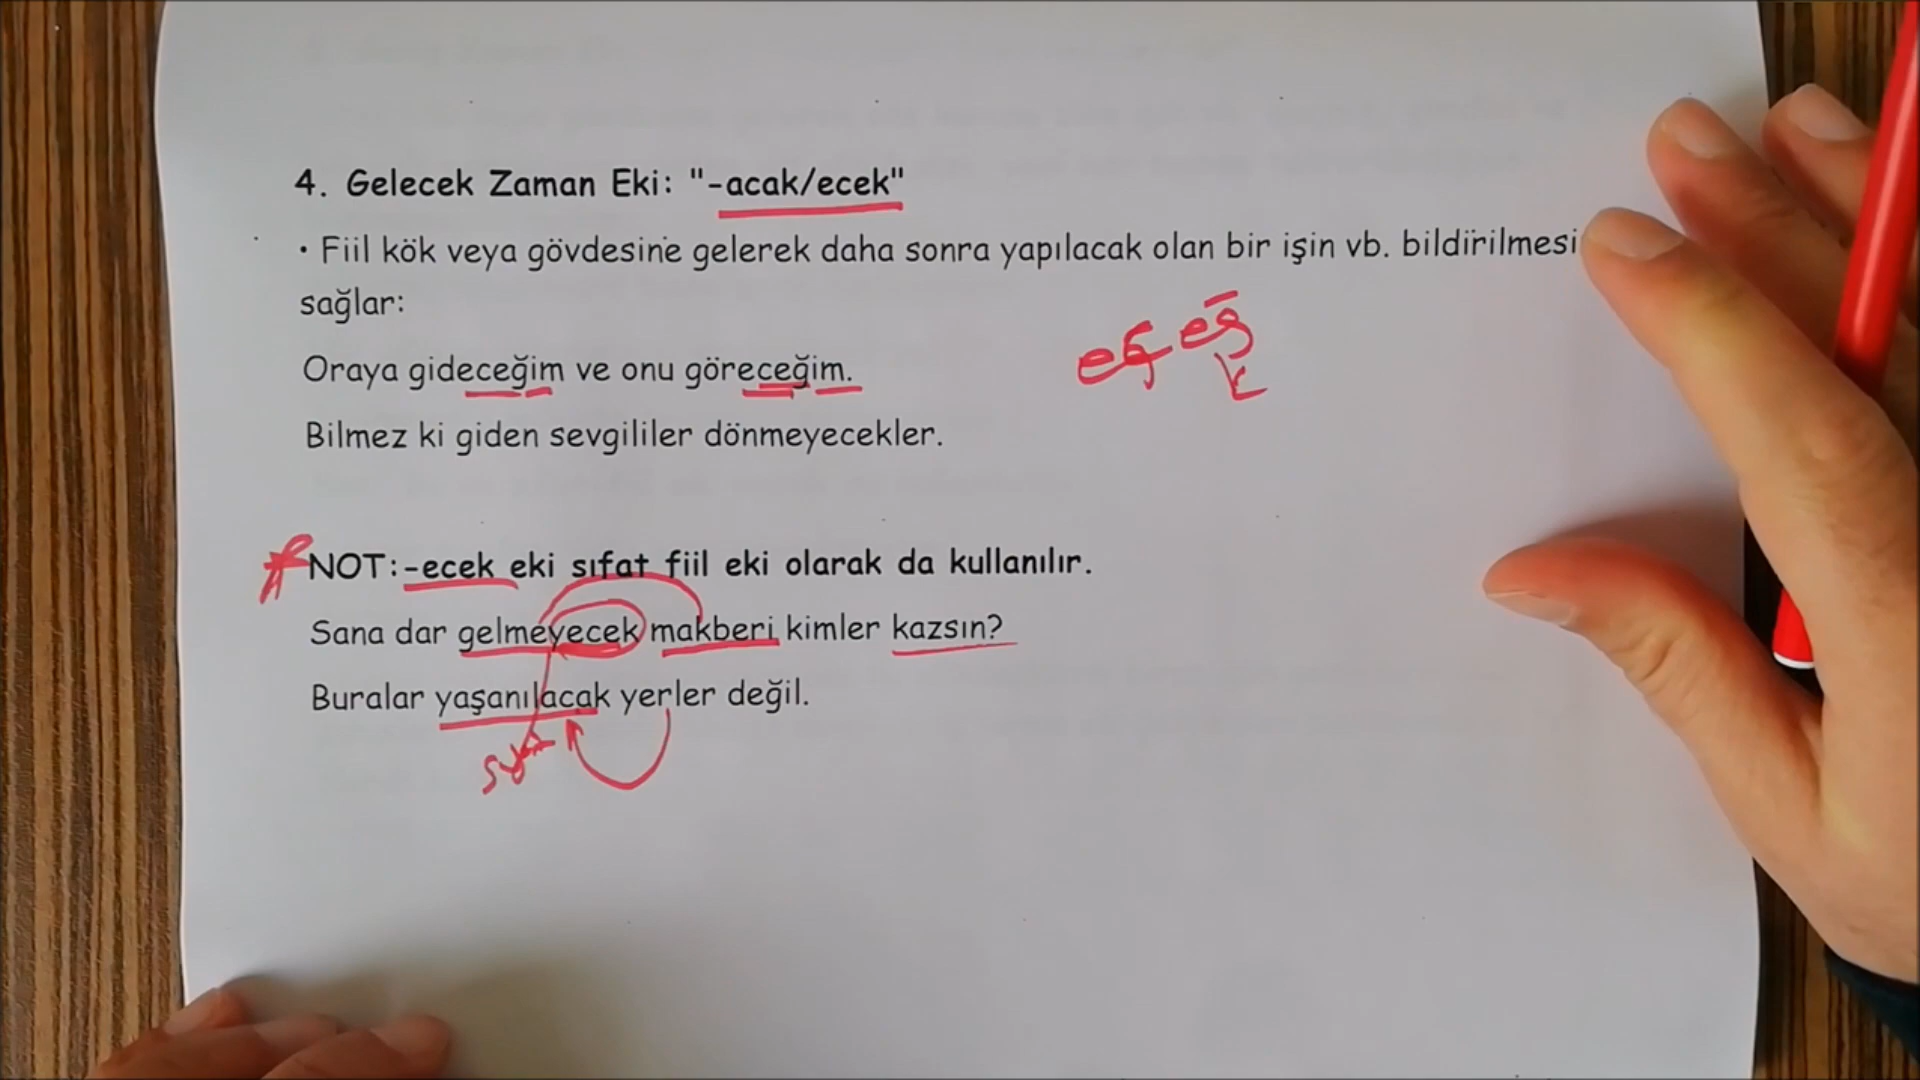 4. Gelecek Zaman Eki: "-acak/ecek"
• Fiil kök veya gövdesine gelerek daha sonra yapılacak olan bir işin vb. bildirilmesi
sağlar:
Oraya gideceğim ve onu göreceğim.
Bilmez ki giden sevgililer dönmeyecekler.
NOT:-ecek eki sıfat fiil eki olarak da kullanılır.
Sana dar gelmeyecek makberi kimler kazsın?
Buralar yaşanılacak yerler değil.